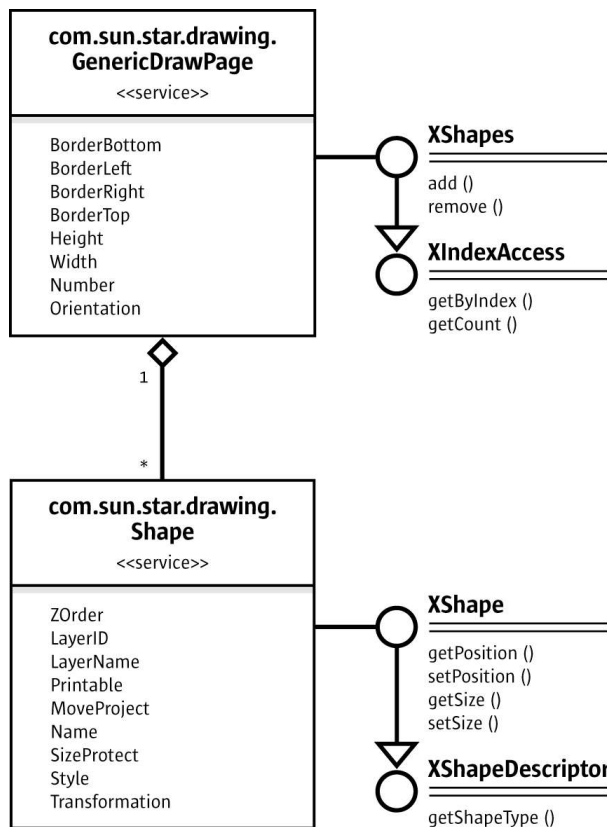 com.sun.star.drawing.
GenericDrawPage
<<service>>
BorderBottom
BorderLeft
BorderRight
BorderTop
Height
Width
Number
Orientation
XShapes
add ()
remove ()
XIndexAccess
getByIndex ()
getCount ()
1
*
com.sun.star.drawing.
Shape
<<service>>
ZOrder
LayerID
LayerName
Printable
MoveProject
Name
SizeProtect
Style
Transformation
XShape
getPosition ()
setPosition ()
getSize ()
setSize ()
XShapeDescriptor
getShapeType ()